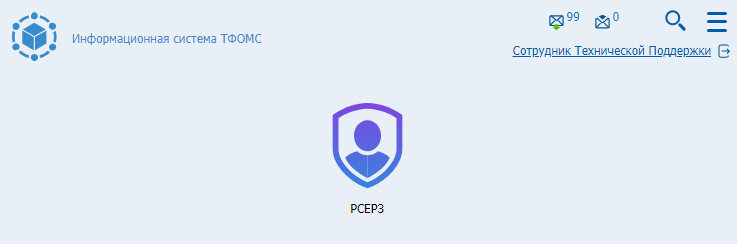 99
0
Информационная система ТФОМС
Сотрудник Технической Поддержки
РСЕРЗ